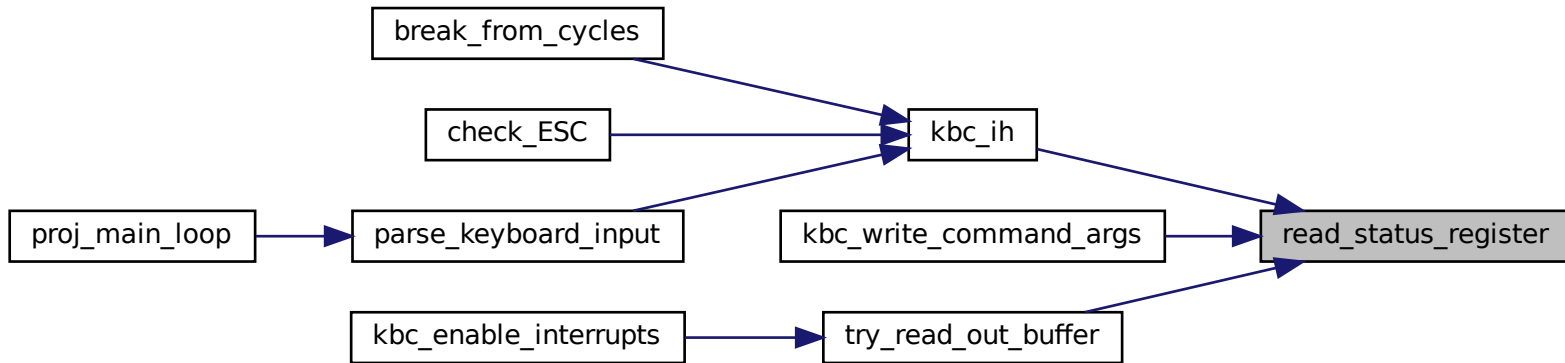 break_from_cycles
check_ESC
kbc_ih
proj_main_loop
parse_keyboard_input
kbc_write_command_args
read_status_register
kbc_enable_interrupts
try_read_out_buffer